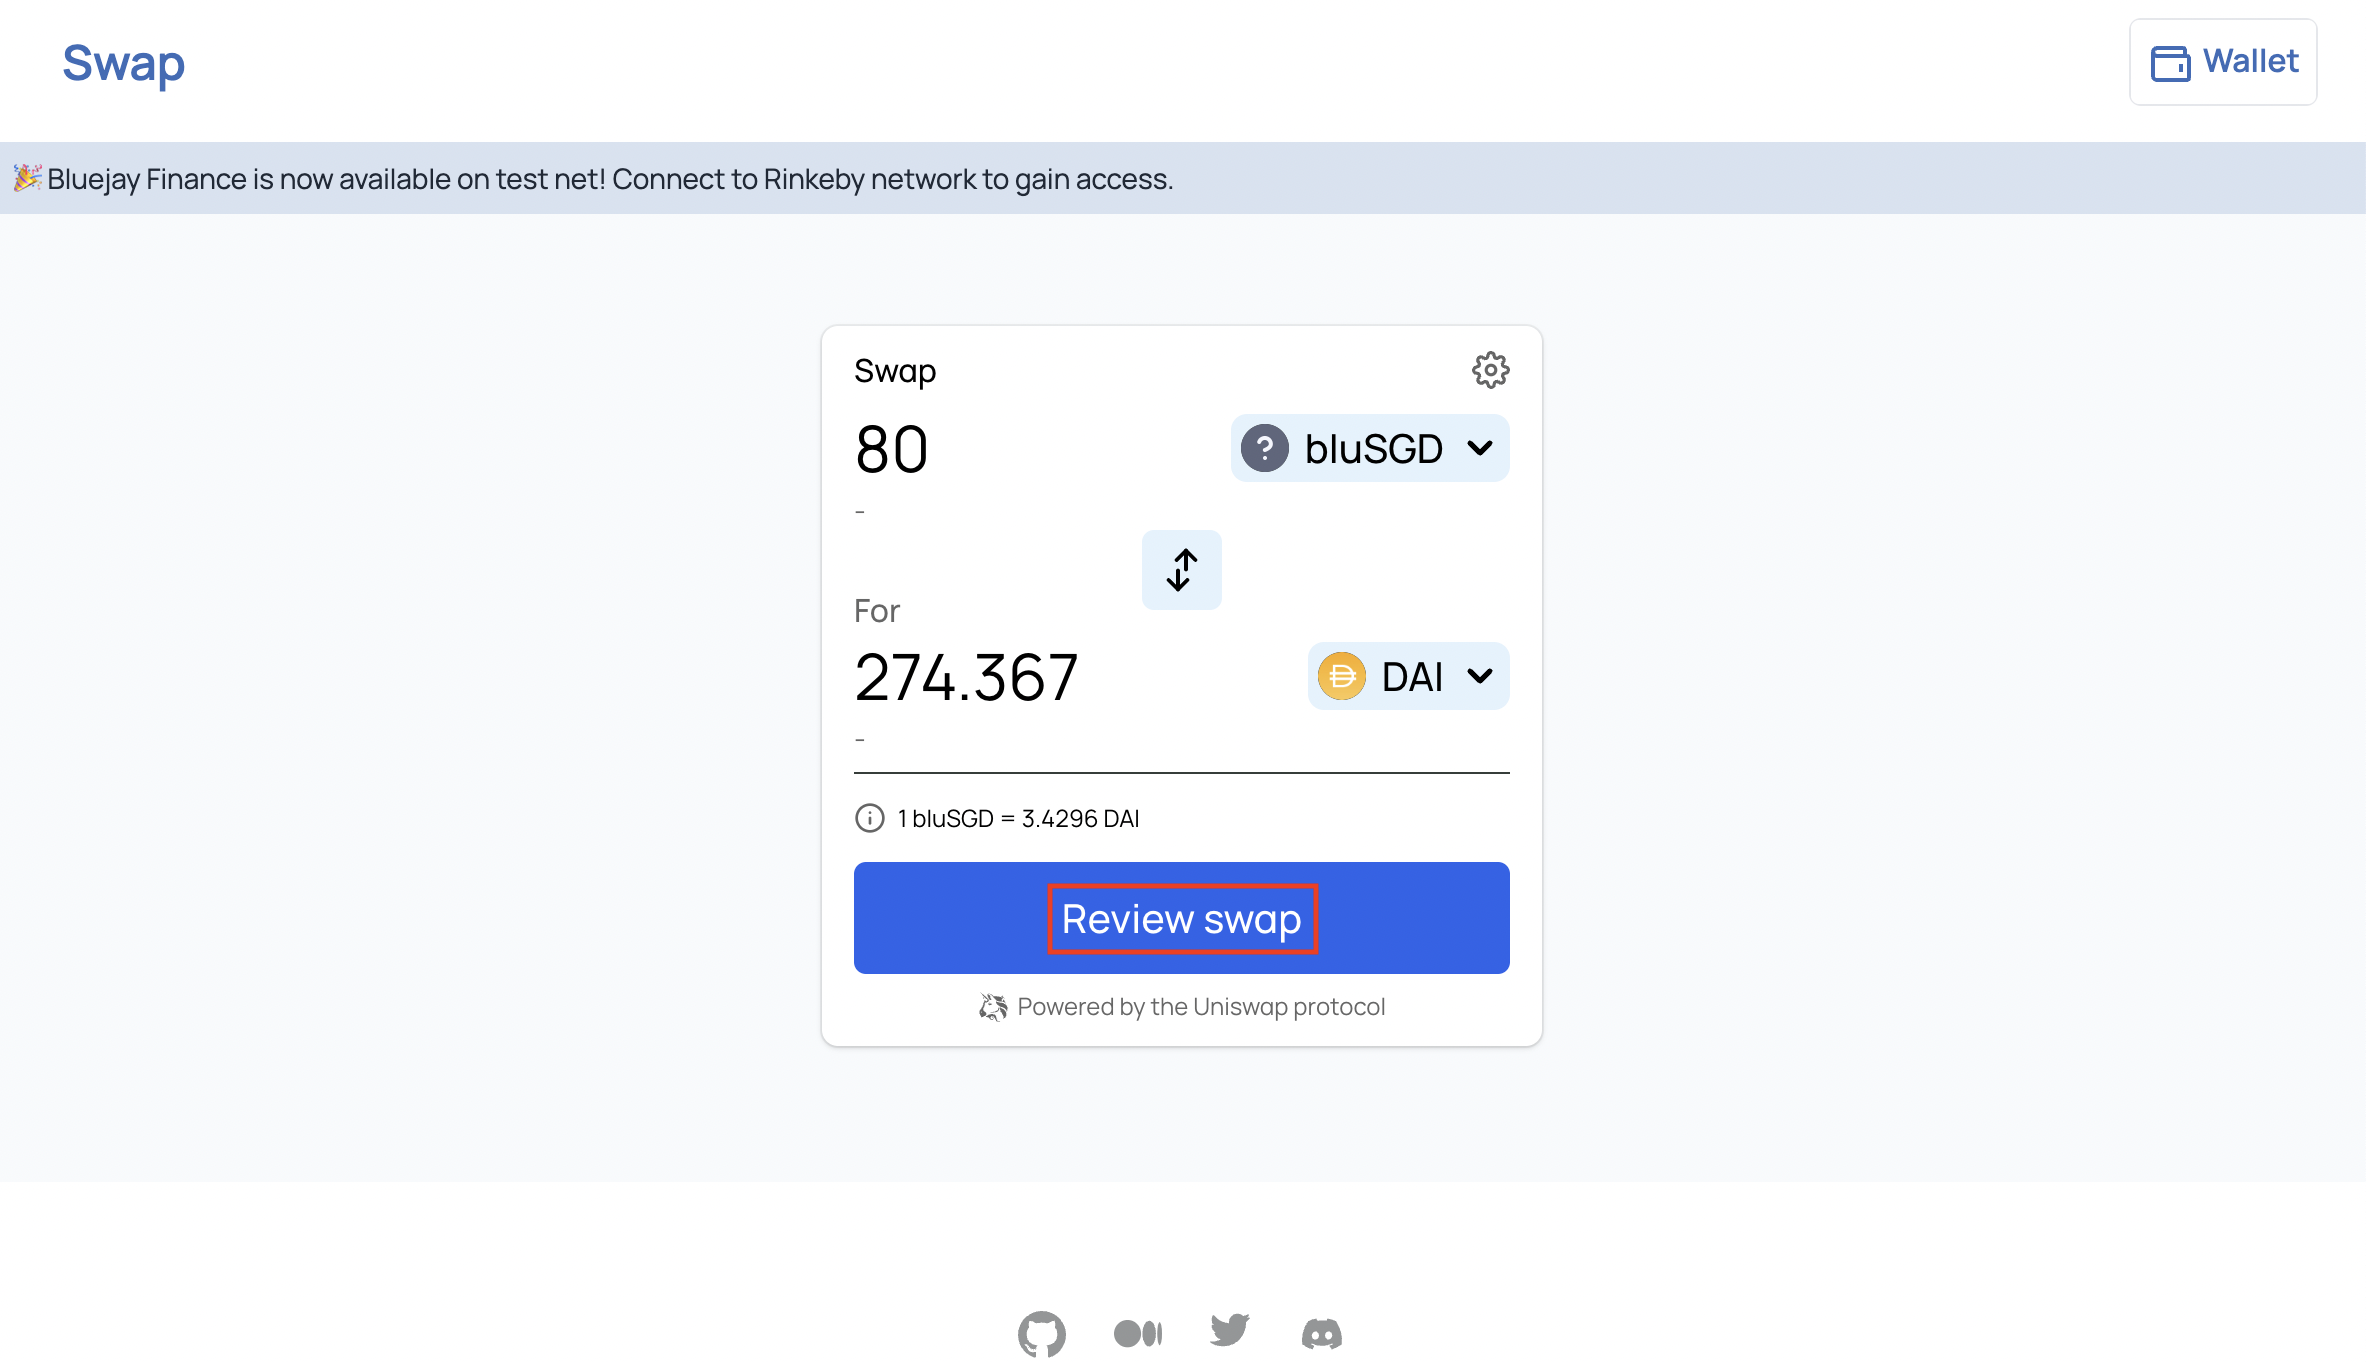 Swap
Wallet
🎉 Bluejay Finance is now available on test net! Connect to Rinkeby network to gain access.
Swap
80
? bluSGD
-
For
274.367
DAI
-
1 bluSGD = 3.4296 DAI
Review swap
Powered by the Uniswap protocol